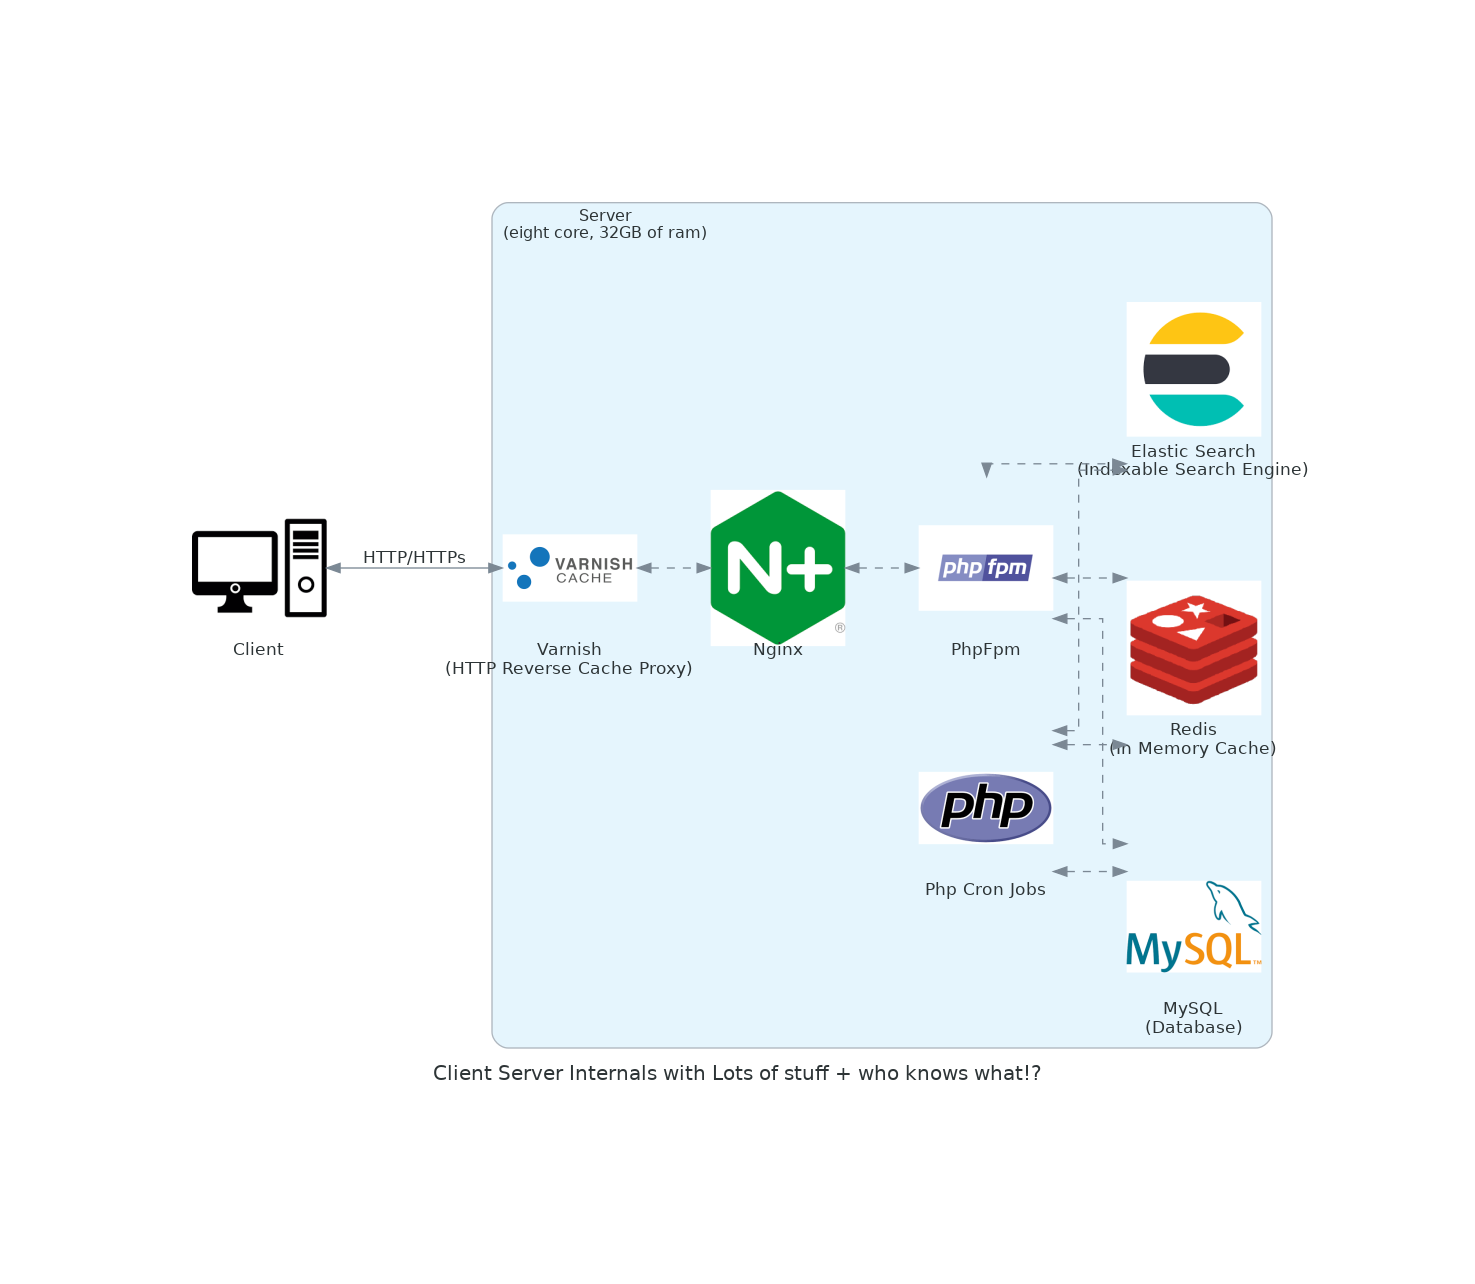 Server
(eight core, 32GB of ram)
Elastic Search
(Indexable Search Engine)
HTTP/HTTPs
VARNISH
CACHE
N+
®
php fpm
Client
Varnish
(HTTP Reverse Cache Proxy)
Nginx
PhpFpm
Redis
(in Memory Cache)
php
Php Cron Jobs
MySQL™
MySQL
(Database)
Client Server Internals with Lots of stuff + who knows what!?